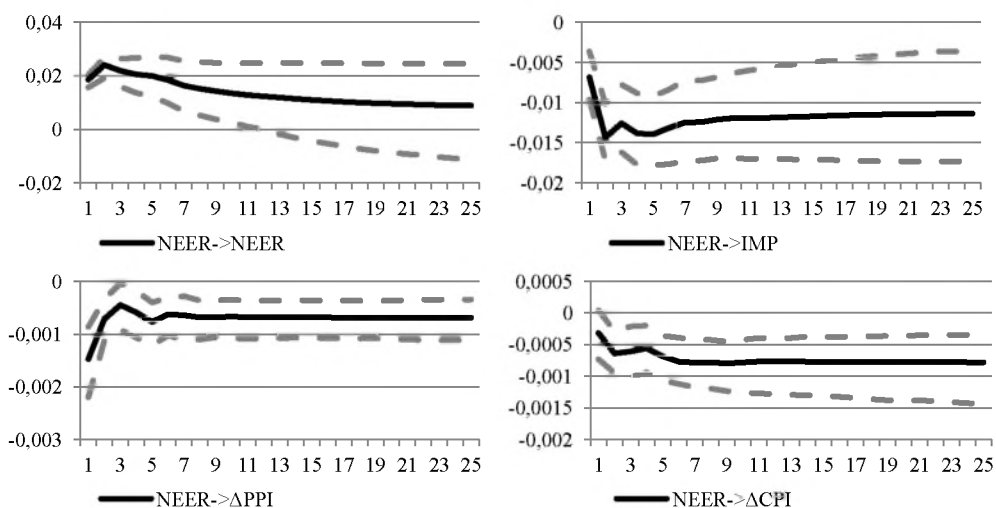 0,04
0,02
0
-0,02
1 3 5 7 9 11 13 15 17 19 21 23 25
NEER->NEER
0
-0,005
-0,01
-0,015
-0,02
1 3 5 7 9 11 13 15 17 19 21 23 25
NEER->IMP
0
-0,001
-0,002
-0,003
1 3 5 7 9 11 13 15 17 19 21 23 25
NEER->ΔPPI
0,0005
0
-0,0005
-0,001
-0,0015
-0,002
1 3 5 7 9 11 13 15 17 19 21 23 25
NEER->ΔCPI